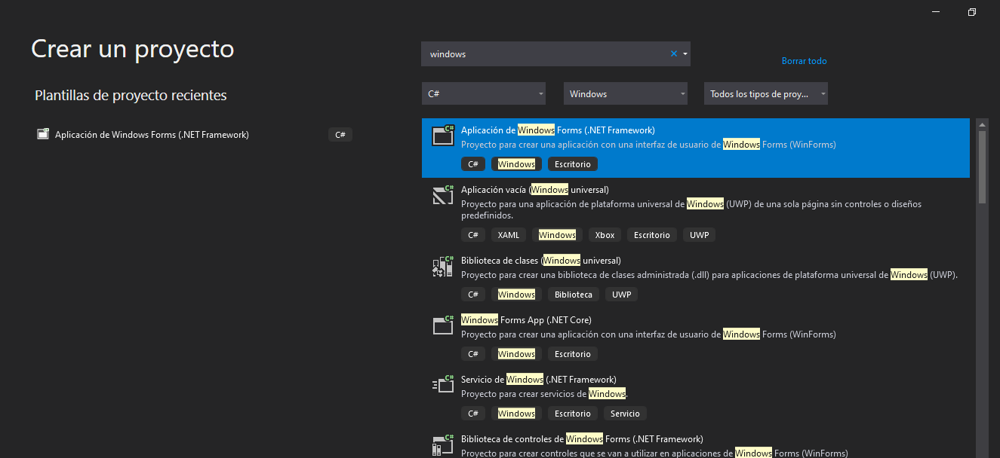 Crear un proyecto
Plantillas de proyecto recientes
Aplicación de Windows Forms (.NET Framework)
C#
windows
Borrar todo
C#
Windows
Todos los tipos de proy...
Aplicación de Windows Forms (.NET Framework)
Proyecto para crear una aplicación con una interfaz de usuario de Windows Forms (WinForms)
C# Windows Escritorio
Aplicación vacía (Windows universal)
Proyecto para una aplicación de plataforma universal de Windows (UWP) de una sola página sin controles o diseños
predefinidos.
C# XAML Windows Xbox Escritorio UWP
Biblioteca de clases (Windows universal)
Proyecto para crear una biblioteca de clases administrada (.dll) para aplicaciones de plataforma universal de Windows (UWP).
C# Windows Biblioteca UWP
Windows Forms App (.NET Core)
Proyecto para crear una aplicación con una interfaz de usuario de Windows Forms (WinForms)
C# Windows Escritorio
Servicio de Windows (.NET Framework)
Proyecto para crear servicios de Windows.
C# Windows Escritorio Servicio
Biblioteca de controles de Windows Forms (.NET Framework)
Proyecto para crear controles que se van a utilizar en aplicaciones de Windows Forms (WinForms)